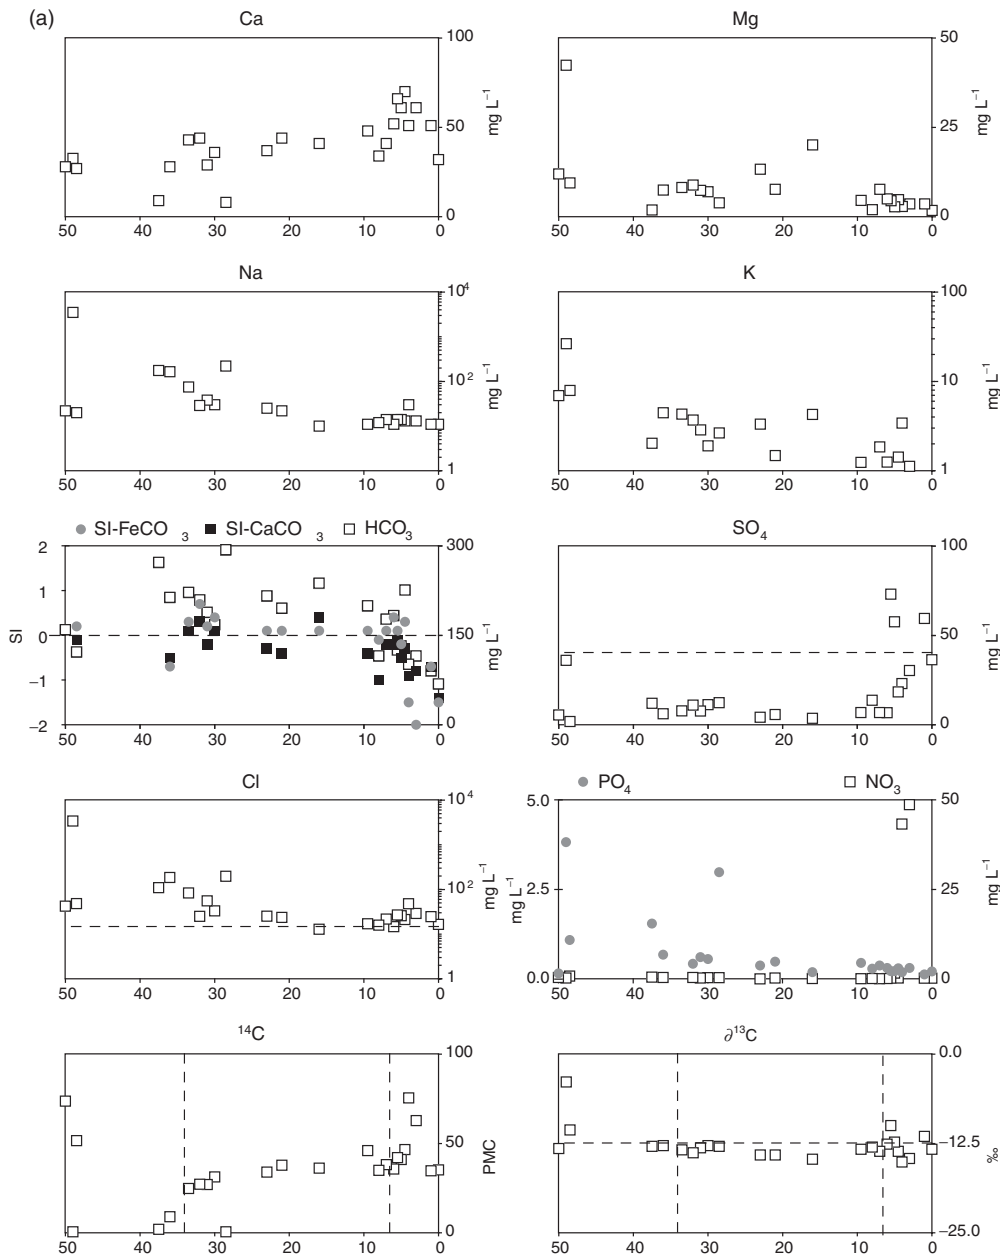 (a)
Ca
Mg
100
50
0
mg L⁻¹
50
25
0
mg L⁻¹
50 40 30 20 10 0
50 40 30 20 10 0
Na
K
10⁴
10²
1
mg L⁻¹
100
10
1
mg L⁻¹
50 40 30 20 10 0
50 40 30 20 10 0
SI-FeCO₃ SI-CaCO₃ HCO₃
SO₄
2
1
0
−1
−2
SI
300
150
0
mg L⁻¹
100
50
0
mg L⁻¹
50 40 30 20 10 0
50 40 30 20 10 0
Cl
PO₄ NO₃
10⁴
10²
1
mg L⁻¹
5.0
2.5
0.0
mg L⁻¹
50
25
0
mg L⁻¹
50 40 30 20 10 0
50 40 30 20 10 0
¹⁴C
∂¹³C
100
50
0
PMC
0.0
−12.5
−25.0
‰
50 40 30 20 10 0
50 40 30 20 10 0